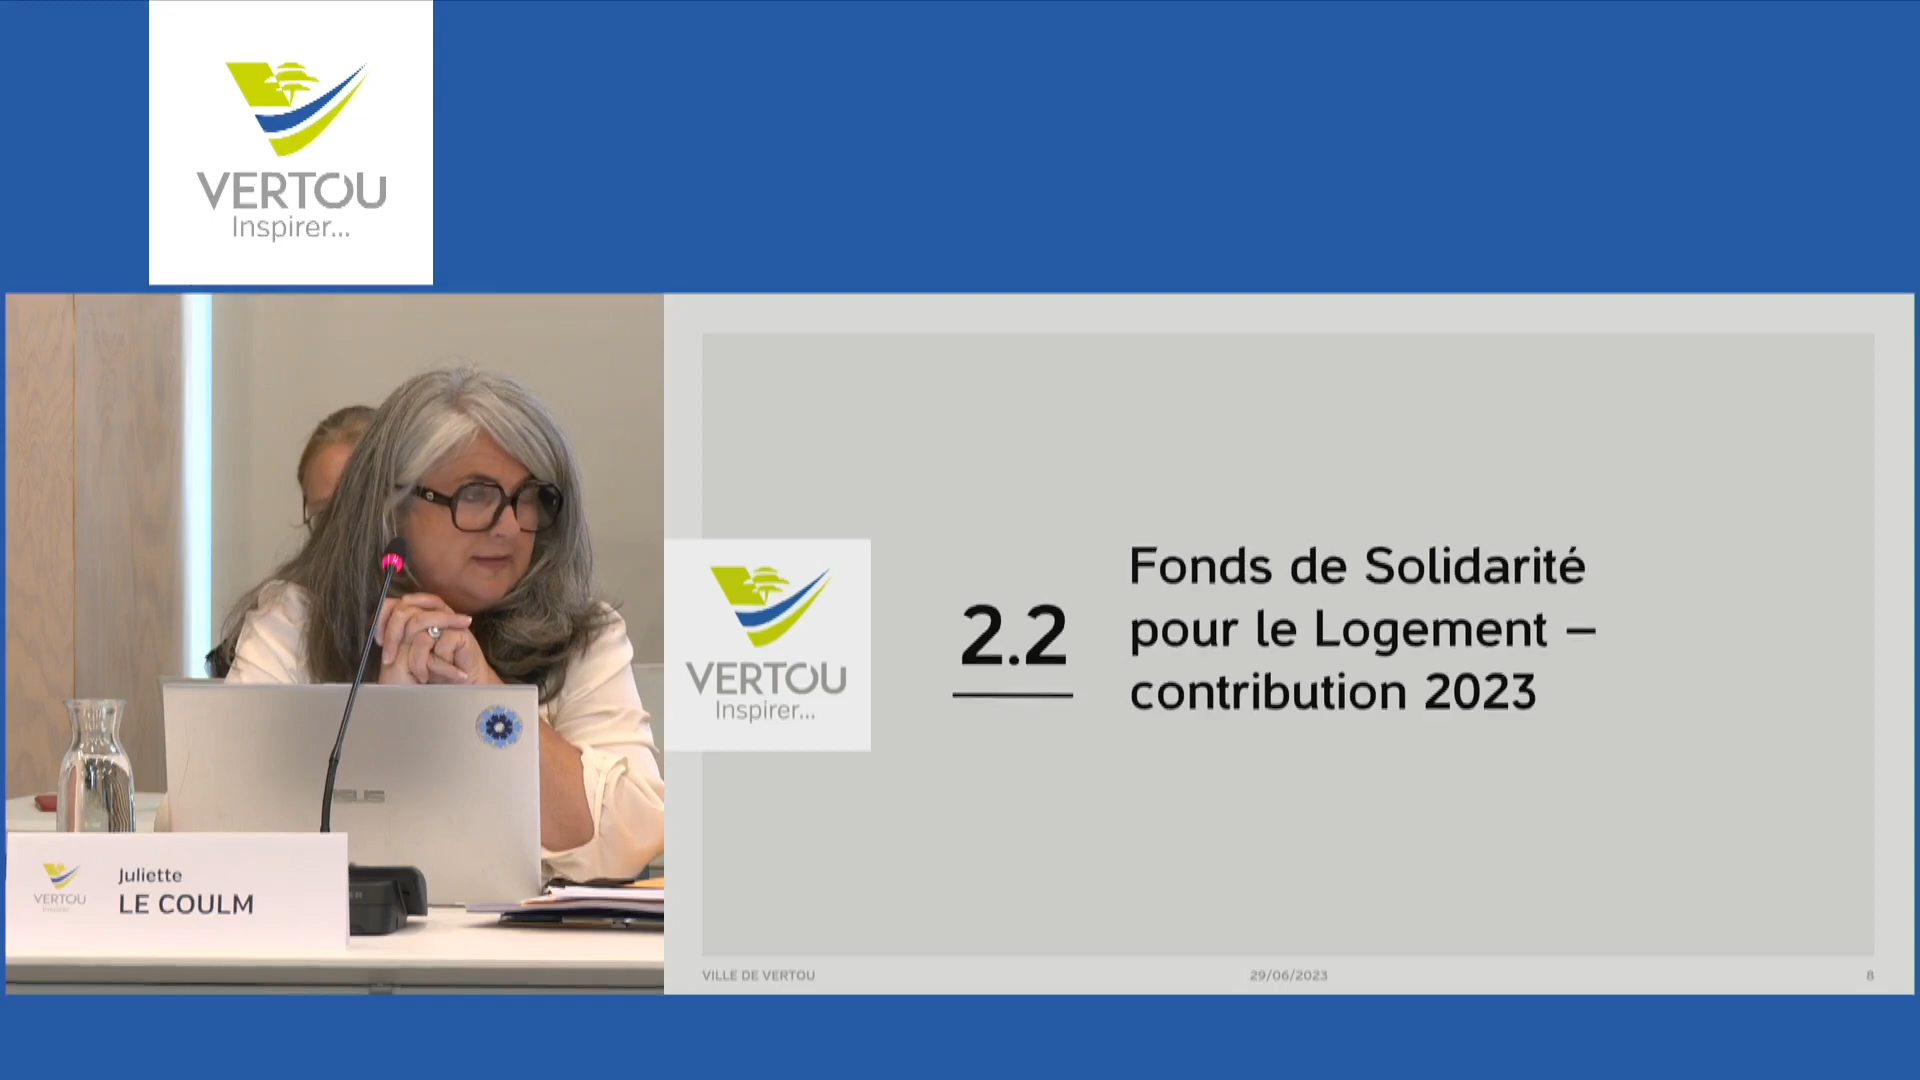 VERTOU
Inspirer...
Juliette
LE COULM
VERTOU
VERTOU
Inspirer...
2.2
Fonds de Solidarité
pour le Logement –
contribution 2023
VILLE DE VERTOU
29/06/2023
8